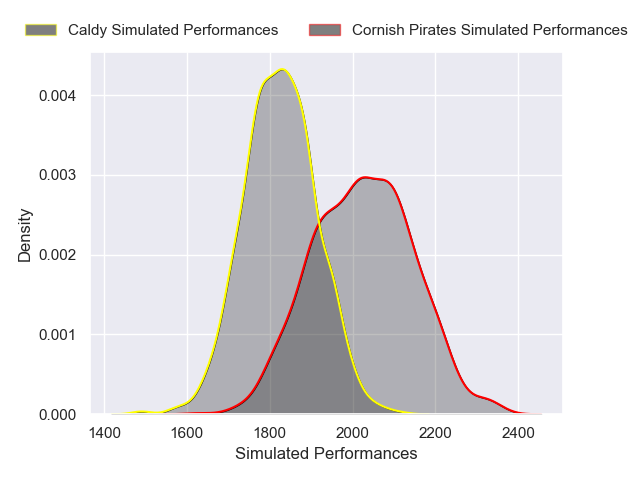 Caldy Simulated Performances
Cornish Pirates Simulated Performances
0.004
0.003
0.002
0.001
0.000
Density
1400 1600 1800 2000 2200 2400
Simulated Performances